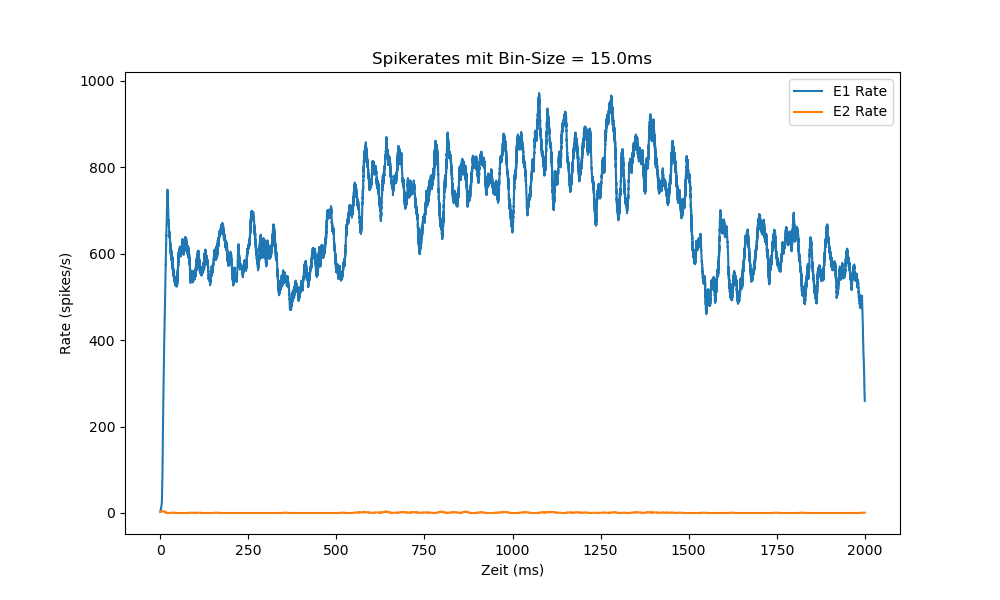 Spikerates mit Bin-Size = 15.0ms
E1 Rate
E2 Rate
1000
800
600
400
200
0
Rate (spikes/s)
0 250 500 750 1000 1250 1500 1750 2000
Zeit (ms)